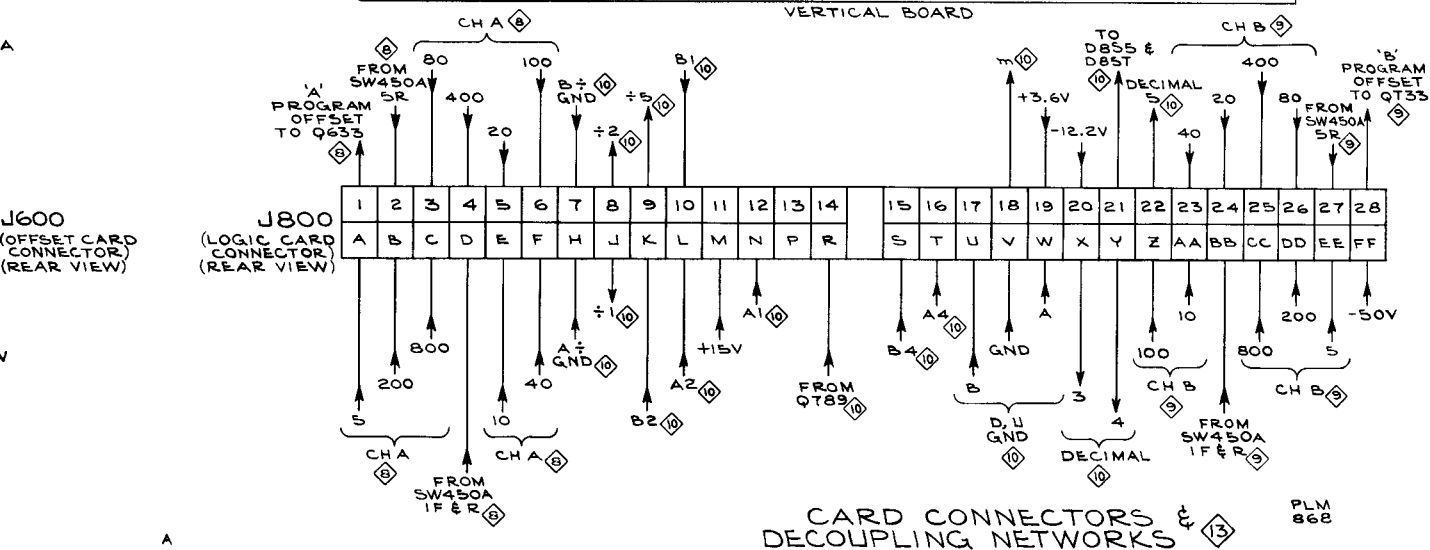 VERTICAL BOARD
A
'A'
PROGRAM
OFFSET
TO Q633
8
8
FROM
SW450A
5R
CH A 8
80
400
20
100
B÷
GND 10
÷2 10
÷5 10
B1 10
m 10
+3.6V
-12.2V
TO
D855 &
D857
10
DECIMAL
5 10
CH B 9
40
20
400
80
FROM
SW450A
5R 9
'B'
PROGRAM
OFFSET
TO Q733
9
J600
(OFFSET CARD
CONNECTOR)
(REAR VIEW)
J800
(LOGIC CARD
CONNECTOR)
(REAR VIEW)
1 2 3 4 5 6 7 8 9 10 11 12 13 14 15 16 17 18 19 20 21 22 23 24 25 26 27 28
A B C D E F H J K L M N P R S T U V W X Y Z AA BB CC DD EE FF
5
200
800
CH A
8
FROM
SW450A
1F & R 8
10
40
CH A 8
A÷
GND 10
÷1 10
B2 10
A2 10
+15V
A1 10
FROM
Q789 10
B4 10
A4 10
B
GND
A
D, U
GND
10
3
4
DECIMAL
10
100
10
CH B
9
FROM
SW450A
1F & R 9
800
200
5
CH B 9
-50V
CARD CONNECTORS &
DECOUPLING NETWORKS 13
PLM
868
A